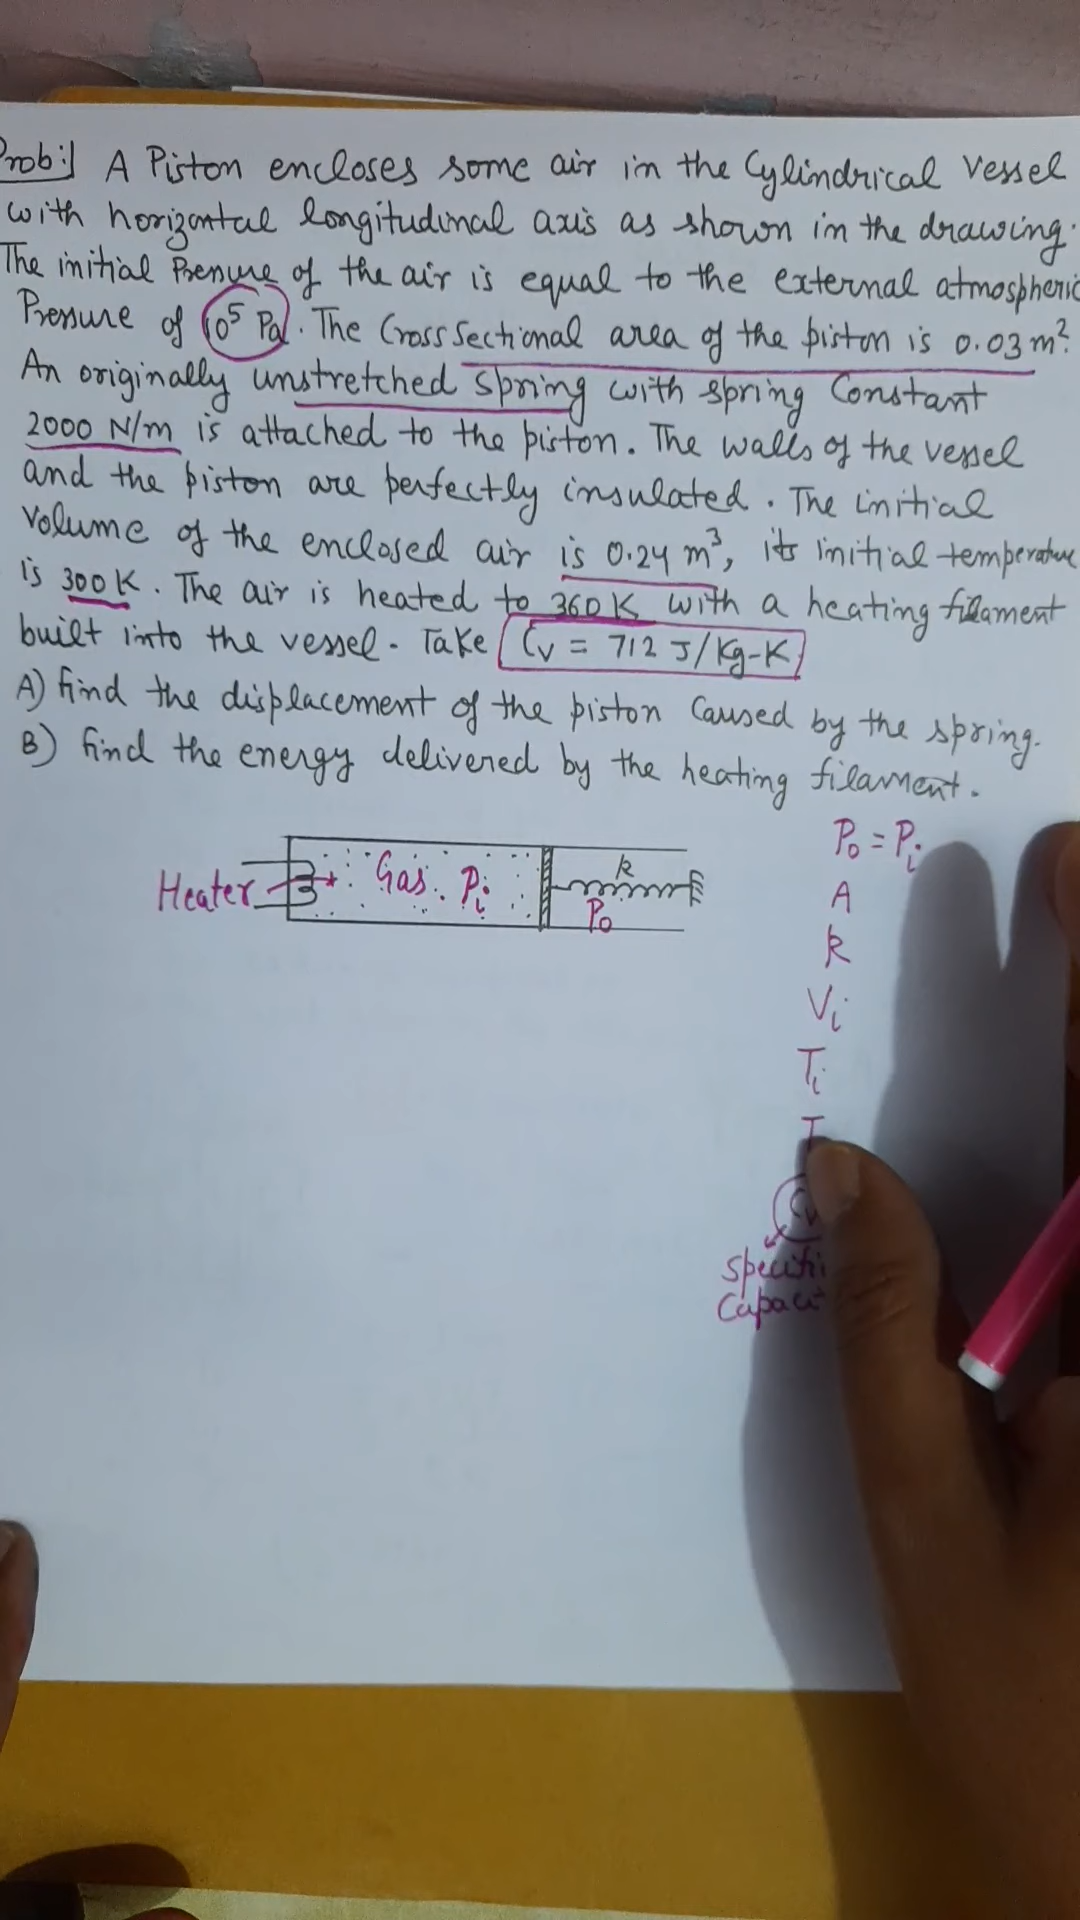 Prob:1 A Piston encloses some air in the Cylindrical vessel
with horizontal longitudinal axis as shown in the drawing.
The initial Pressure of the air is equal to the external atmospheric
Pressure of 10⁵ Pa. The Cross Sectional area of the piston is 0.03 m².
An originally unstretched spring with spring Constant
2000 N/m is attached to the piston. The walls of the vessel
and the piston are perfectly insulated. The initial
Volume of the enclosed air is 0.24 m³, its initial temperature
is 300 K. The air is heated to 360 K with a heating filament
built into the vessel. Take Cv = 712 J/Kg-K
A) find the displacement of the piston Caused by the spring.
B) find the energy delivered by the heating filament.
P₀ = Pᵢ
Heater Gas. Pᵢ k
P₀
A
k
Vᵢ
Tᵢ
T
Cv